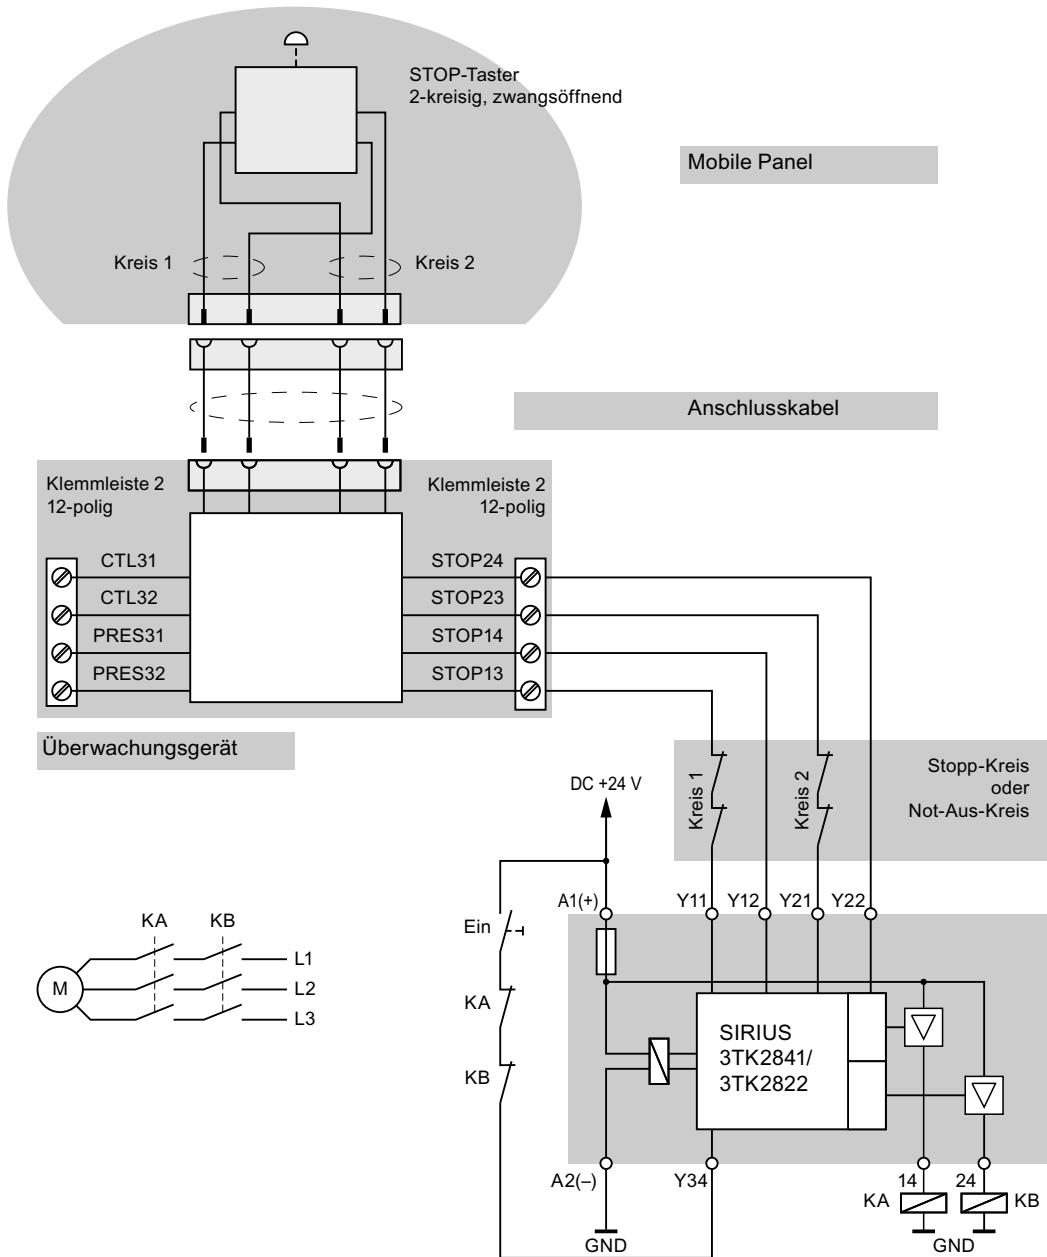 STOP-Taster
2-kreisig, zwangsöffnend
Mobile Panel
Kreis 1
Kreis 2
Anschlusskabel
Klemmleiste 2
12-polig
Klemmleiste 2
12-polig
CTL31
CTL32
PRES31
PRES32
STOP24
STOP23
STOP14
STOP13
Überwachungsgerät
Stopp-Kreis
oder
Not-Aus-Kreis
Kreis 1
Kreis 2
DC +24 V
A1(+)
Y11
Y12
Y21
Y22
Ein
KA
KB
KA
KB
M
L1
L2
L3
SIRIUS
3TK2841/
3TK2822
A2(–)
Y34
14
24
KA
KB
GND
GND